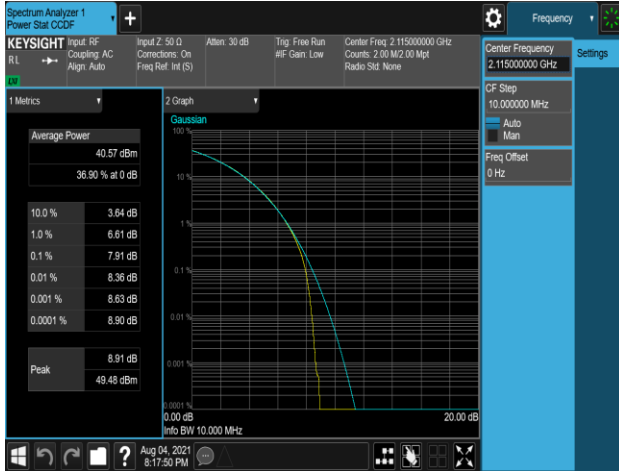 Spectrum Analyzer 1
Power Stat CCDF
+
Frequency
KEYSIGHT
RL
Input: RF
Coupling: AC
Align: Auto
Input Z: 50 Ω
Corrections: On
Freq Ref: Int (S)
Atten: 30 dB
Trig: Free Run
#IF Gain: Low
Center Freq: 2.115000000 GHz
Counts: 2.00 M/2.00 Mpt
Radio Std: None
Center Frequency
2.115000000 GHz
Settings
CF Step
10.000000 MHz
Auto
Man
Freq Offset
0 Hz
1 Metrics
Average Power
40.57 dBm
36.90 % at 0 dB
10.0 % 3.64 dB
1.0 % 6.61 dB
0.1 % 7.91 dB
0.01 % 8.36 dB
0.001 % 8.63 dB
0.0001 % 8.90 dB
Peak
8.91 dB
49.48 dBm
2 Graph
Gaussian
100 %
10 %
1 %
0.1 %
0.01 %
0.001 %
0.0001 %
0.00 dB 20.00 dB
Info BW 10.000 MHz
?
Aug 04, 2021
8:17:50 PM